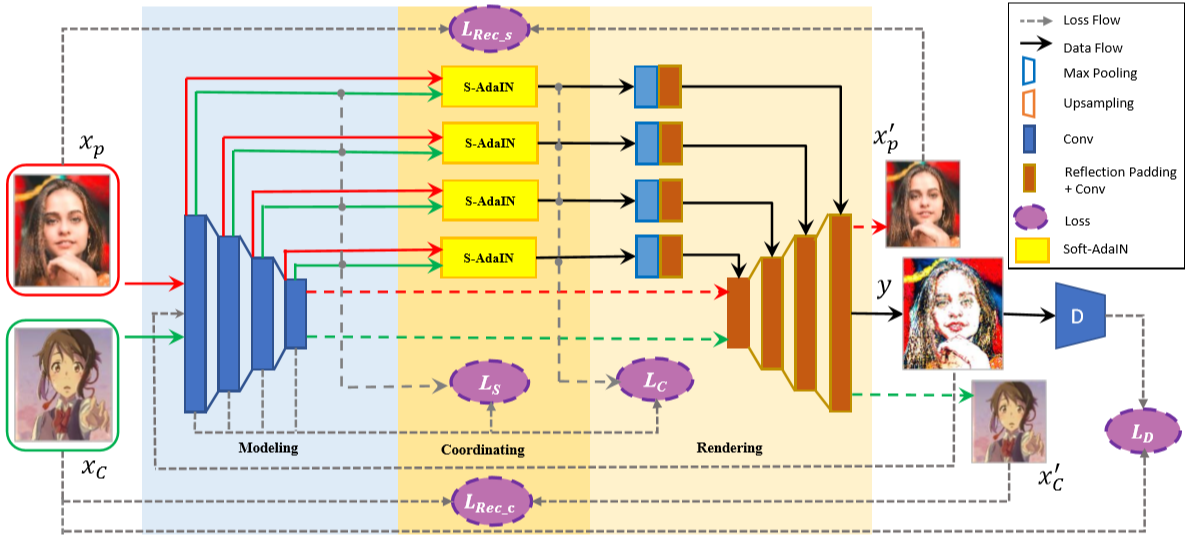 L_{Rec\_s}
Loss Flow
Data Flow
Max Pooling
Upsampling
Conv
Reflection Padding
+ Conv
Loss
Soft-AdaIN
x_p
S-AdaIN
S-AdaIN
S-AdaIN
S-AdaIN
x'_p
y
D
L_S
L_C
L_D
x_C
Modeling
Coordinating
Rendering
x'_C
L_{Rec\_c}